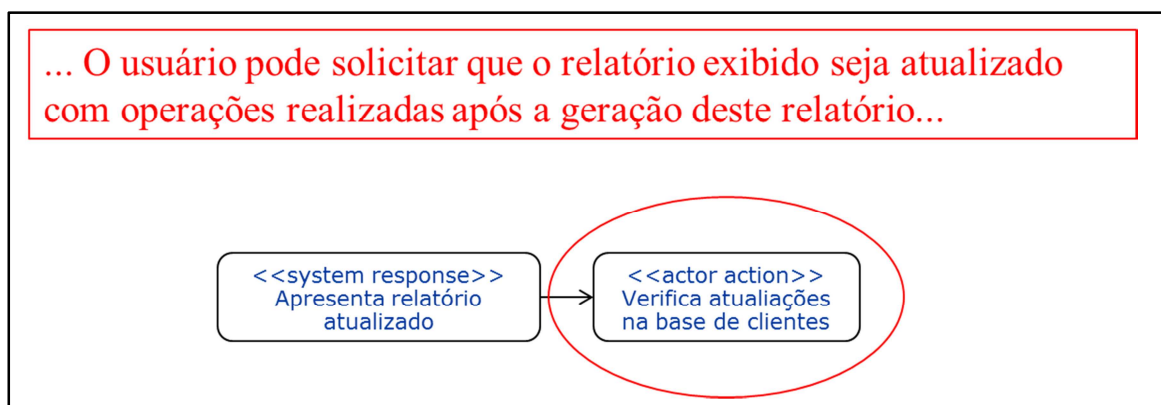 ... O usuário pode solicitar que o relatório exibido seja atualizado
com operações realizadas após a geração deste relatório...
<<system response>>
Apresenta relatório
atualizado
<<actor action>>
Verifica atualiações
na base de clientes